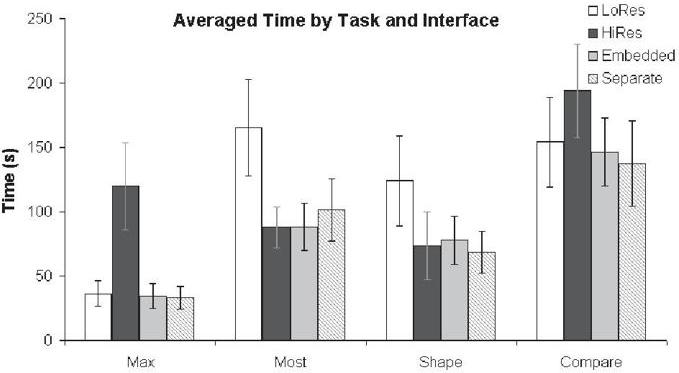 Averaged Time by Task and Interface
LoRes
HiRes
Embedded
Separate
Time (s)
250
200
150
100
50
0
Max
Most
Shape
Compare